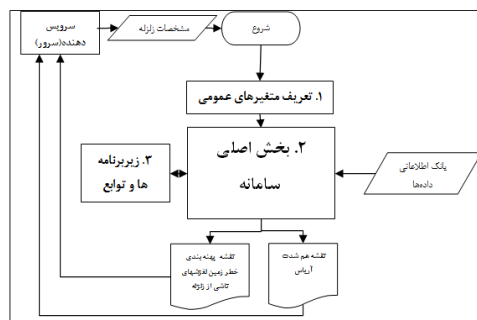 شروع
مشخصات زلزله
سرویس
دهنده(سرور)
۱. تعریف متغیرهای عمومی
۲. بخش اصلی
سامانه
۳. زیربرنامه
ها و توابع
بانک اطلاعاتی
داده‌ها
نقشه پهنه بندی
خطر زمین لغزشهای
ناشی از زلزله
نقشه هم شدت
آریاس